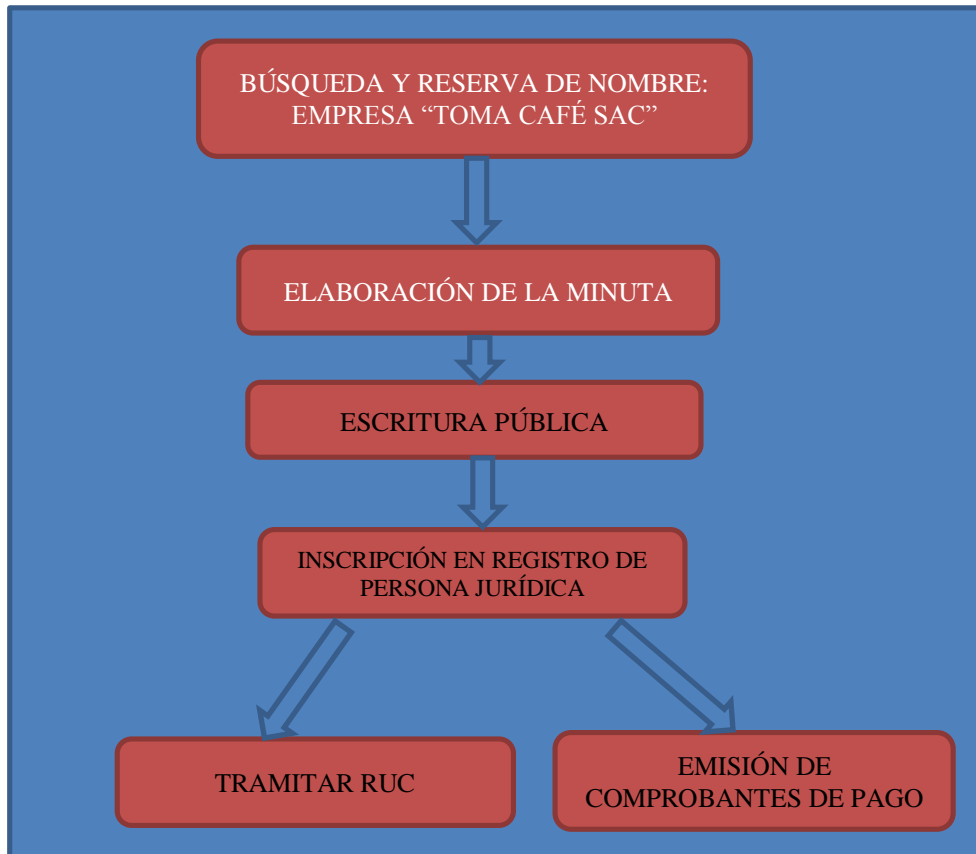 BÚSQUEDA Y RESERVA DE NOMBRE:
EMPRESA “TOMA CAFÉ SAC”
ELABORACIÓN DE LA MINUTA
ESCRITURA PÚBLICA
INSCRIPCIÓN EN REGISTRO DE
PERSONA JURÍDICA
TRAMITAR RUC
EMISIÓN DE
COMPROBANTES DE PAGO